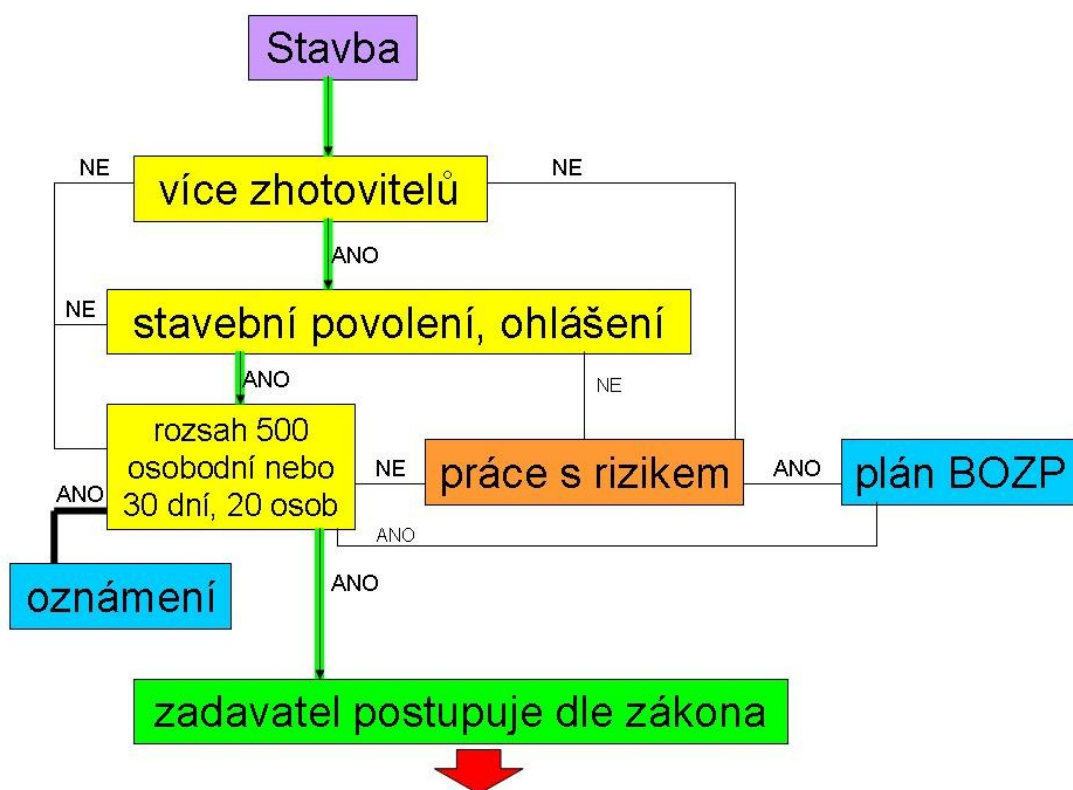 Stavba
NE
NE
více zhotovitelů
ANO
NE
stavební povolení, ohlášení
ANO
NE
rozsah 500
osobodní nebo
30 dní, 20 osob
NE
práce s rizikem
ANO
plán BOZP
ANO
ANO
oznámení
ANO
zadavatel postupuje dle zákona